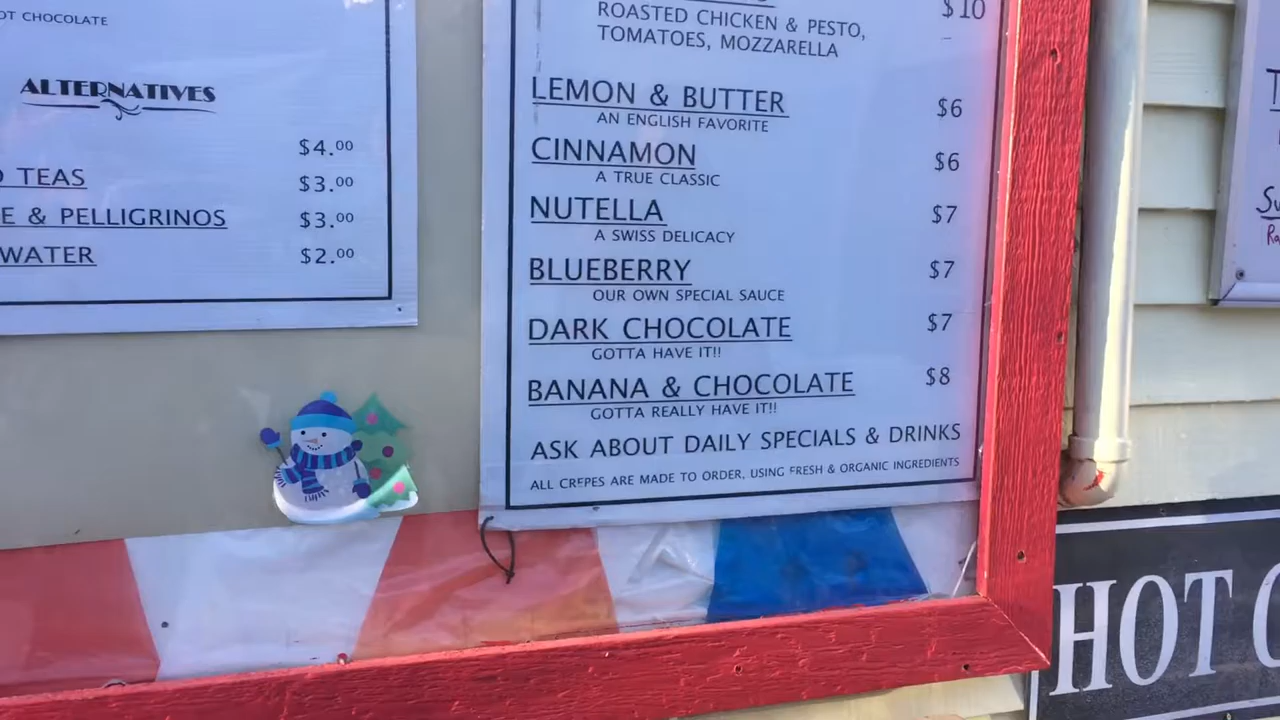 OT CHOCOLATE
ALTERNATIVES
$4.00
TEAS $3.00
E & PELLIGRINOS $3.00
WATER $2.00
$10
ROASTED CHICKEN & PESTO,
TOMATOES, MOZZARELLA
LEMON & BUTTER $6
AN ENGLISH FAVORITE
CINNAMON $6
A TRUE CLASSIC
NUTELLA $7
A SWISS DELICACY
BLUEBERRY $7
OUR OWN SPECIAL SAUCE
DARK CHOCOLATE $7
GOTTA HAVE IT!!
BANANA & CHOCOLATE $8
GOTTA REALLY HAVE IT!!
ASK ABOUT DAILY SPECIALS & DRINKS
ALL CREPES ARE MADE TO ORDER, USING FRESH & ORGANIC INGREDIENTS
HOT